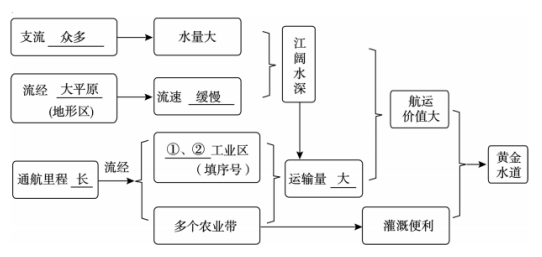 支流 众多
水量大
流经 大平原
(地形区)
流速 缓慢
江
阔
水
深
航运
价值大
黄金
水道
通航里程 长
流经
①、② 工业区
(填序号)
运输量 大
多个农业带
灌溉便利